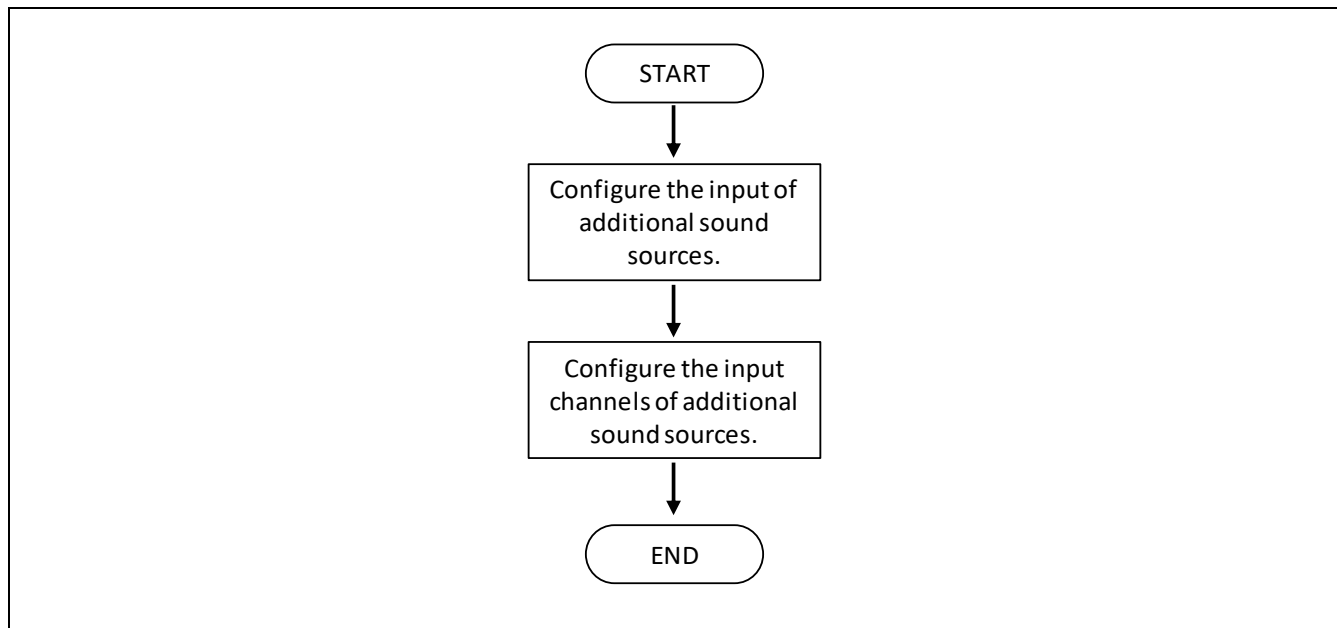 START
Configure the input of
additional sound
sources.
Configure the input
channels of additional
sound sources.
END